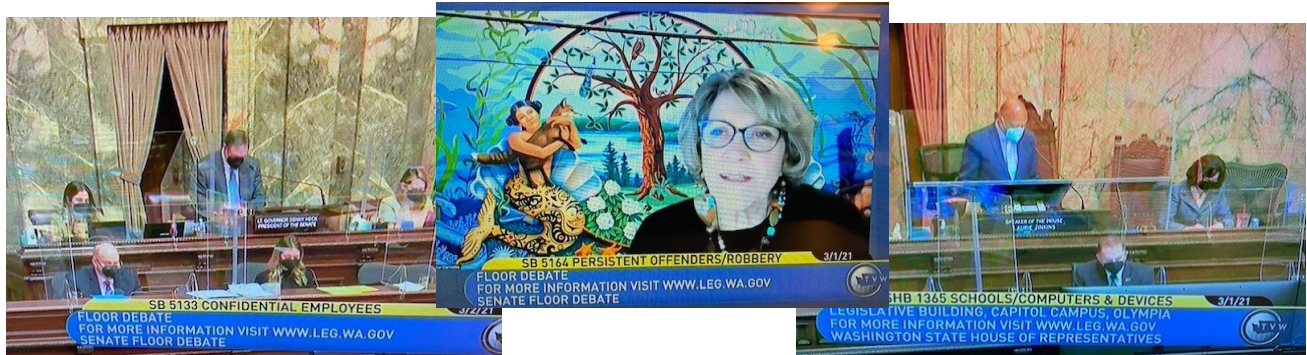 LT. GOVERNOR DENNY HECK
PRESIDENT OF THE SENATE
SB 5133 CONFIDENTIAL EMPLOYEES
3/2/21
FLOOR DEBATE
FOR MORE INFORMATION VISIT WWW.LEG.WA.GOV
SENATE FLOOR DEBATE
SB 5164 PERSISTENT OFFENDERS/ROBBERY
3/1/21
FLOOR DEBATE
FOR MORE INFORMATION VISIT WWW.LEG.WA.GOV
SENATE FLOOR DEBATE
TVW
SPEAKER OF THE HOUSE
LAURIE JINKINS
SHB 1365 SCHOOLS/COMPUTERS & DEVICES
3/1/21
LEGISLATIVE BUILDING, CAPITOL CAMPUS, OLYMPIA
FOR MORE INFORMATION VISIT WWW.LEG.WA.GOV
WASHINGTON STATE HOUSE OF REPRESENTATIVES
TVW